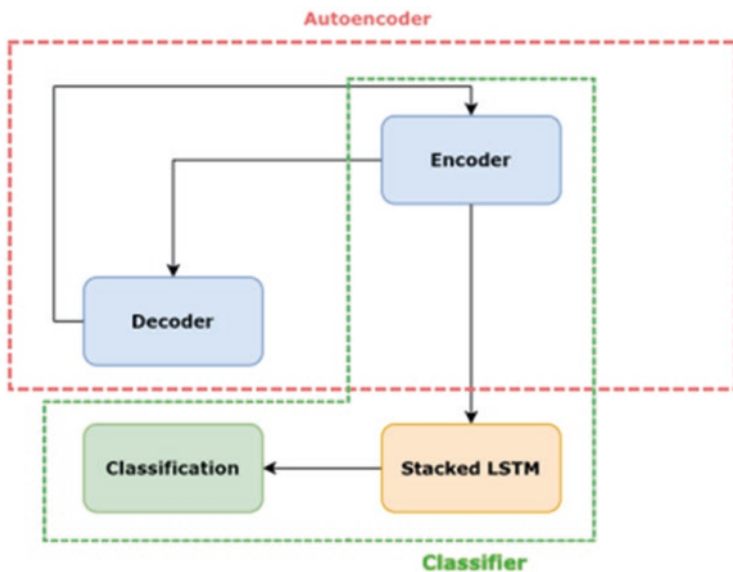 Autoencoder
Encoder
Decoder
Classification
Stacked LSTM
Classifier